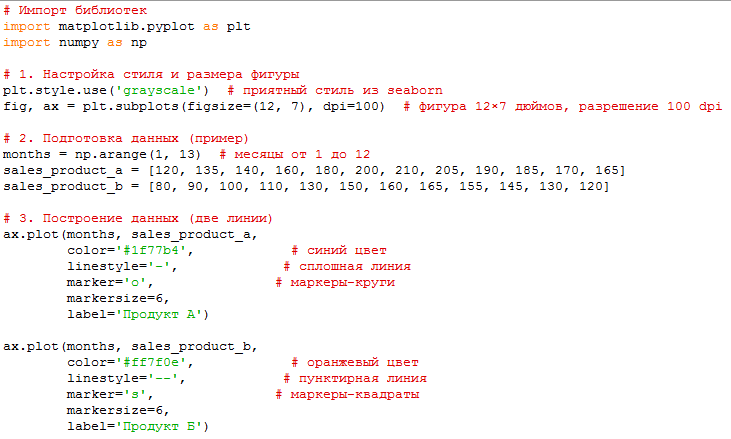 # Импорт библиотек
import matplotlib.pyplot as plt
import numpy as np

# 1. Настройка стиля и размера фигуры
plt.style.use('grayscale')  # приятный стиль из seaborn
fig, ax = plt.subplots(figsize=(12, 7), dpi=100)  # фигура 12×7 дюймов, разрешение 100 dpi

# 2. Подготовка данных (пример)
months = np.arange(1, 13)  # месяцы от 1 до 12
sales_product_a = [120, 135, 140, 160, 180, 200, 210, 205, 190, 185, 170, 165]
sales_product_b = [80, 90, 100, 110, 130, 150, 160, 165, 155, 145, 130, 120]

# 3. Построение данных (две линии)
ax.plot(months, sales_product_a,
        color='#1f77b4',            # синий цвет
        linestyle='-',             # сплошная линия
        marker='o',               # маркеры-круги
        markersize=6,
        label='Продукт А')

ax.plot(months, sales_product_b,
        color='#ff7f0e',            # оранжевый цвет
        linestyle='--',            # пунктирная линия
        marker='s',               # маркеры-квадраты
        markersize=6,
        label='Продукт Б')